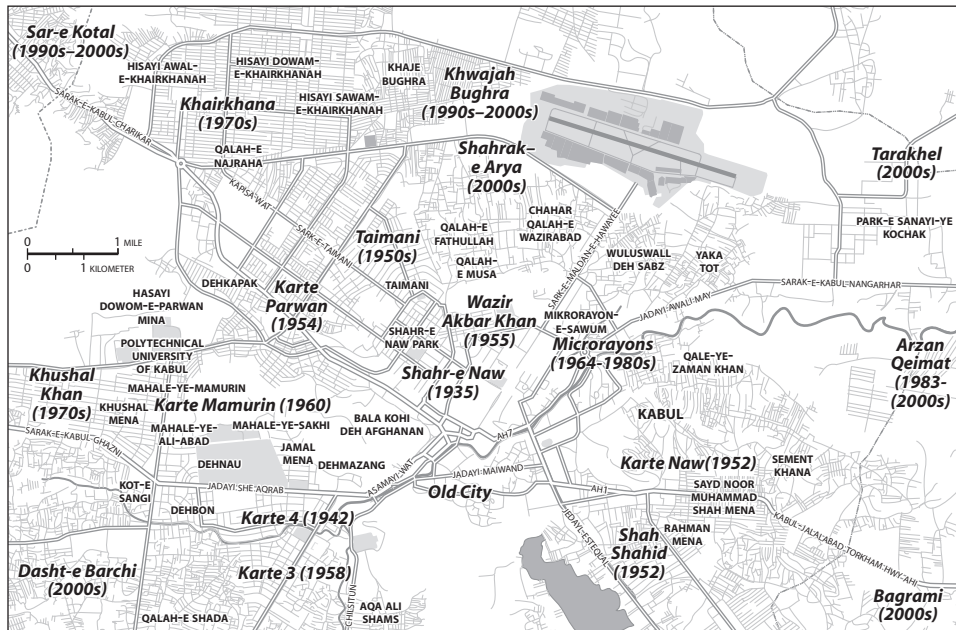 Sar-e Kotal
(1990s–2000s)
HISAYI AWAL-
E-KHAIRKHANAH
HISAYI DOWAM-
E-KHAIRKHANAH
KHAJE
BUGHRA
Khwajah
Bughra
(1990s–2000s)
HISAYI SAWAM-
E-KHAIRKHANAH
Khairkhana
(1970s)
SARAK-E-KABUL-CHARIKAR
QALAH-E
NAJRAHA
Shahrak–
e Arya
(2000s)
Tarakhel
(2000s)
KAPISA WAT
SARK-E-TAIMANI
Taimani
(1950s)
QALAH-E
FATHULLAH
CHAHAR
QALAH-E
WAZIRABAD
SARK-E-MALDAN-E-HAWAYEE
PARK-E SANAYI-YE
KOCHAK
0 1 MILE
0 1 KILOMETER
QALAH-
E MUSA
WULUSWALL
DEH SABZ
YAKA
TOT
DEHKAPAK
Karte
Parwan
(1954)
TAIMANI
SARAK-E-KABUL-NANGARHAR
HASAYI
DOWOM-E-PARWAN
MINA
Wazir
Akbar Khan
(1955)
MIKRORAYON-
E-SAWUM
JADAYI-AWALI-MAY
Microrayons
(1964-1980s)
SHAHR-E
NAW PARK
POLYTECHNICAL
UNIVERSITY
OF KABUL
Arzan
Qeimat
(1983-
2000s)
Khushal
Khan
(1970s)
Shahr-e Naw
(1935)
QALE-YE-
ZAMAN KHAN
MAHALE-YE-MAMURIN
Karte Mamurin (1960)
KHUSHAL
MENA
MAHALE-YE-
ALI-ABAD
MAHALE-YE-SAKHI
BALA KOHI
DEH AFGHANAN
KABUL
SARAK-E-KABUL-GHAZNI
JAMAL
MENA
AH7
DEHNAU
DEHMAZANG
ASAMAYI-WAT
JADAYI-MAIWAND
Karte Naw(1952)
SEMENT
KHANA
KOT-E
SANGI
JADAYI-SHE AQRAB
Old City
AH1
SAYD NOOR
MUHAMMAD
SHAH MENA
DEHBON
Karte 4 (1942)
JEDAYI-ESTEQLAL
Shah
Shahid
(1952)
RAHMAN
MENA
KABUL-JALALABAD-TORKHAM-HWY-AHI
Dasht-e Barchi
(2000s)
Karte 3 (1958)
Bagrami
(2000s)
QALAH-E SHADA
AQA ALI
SHAMS